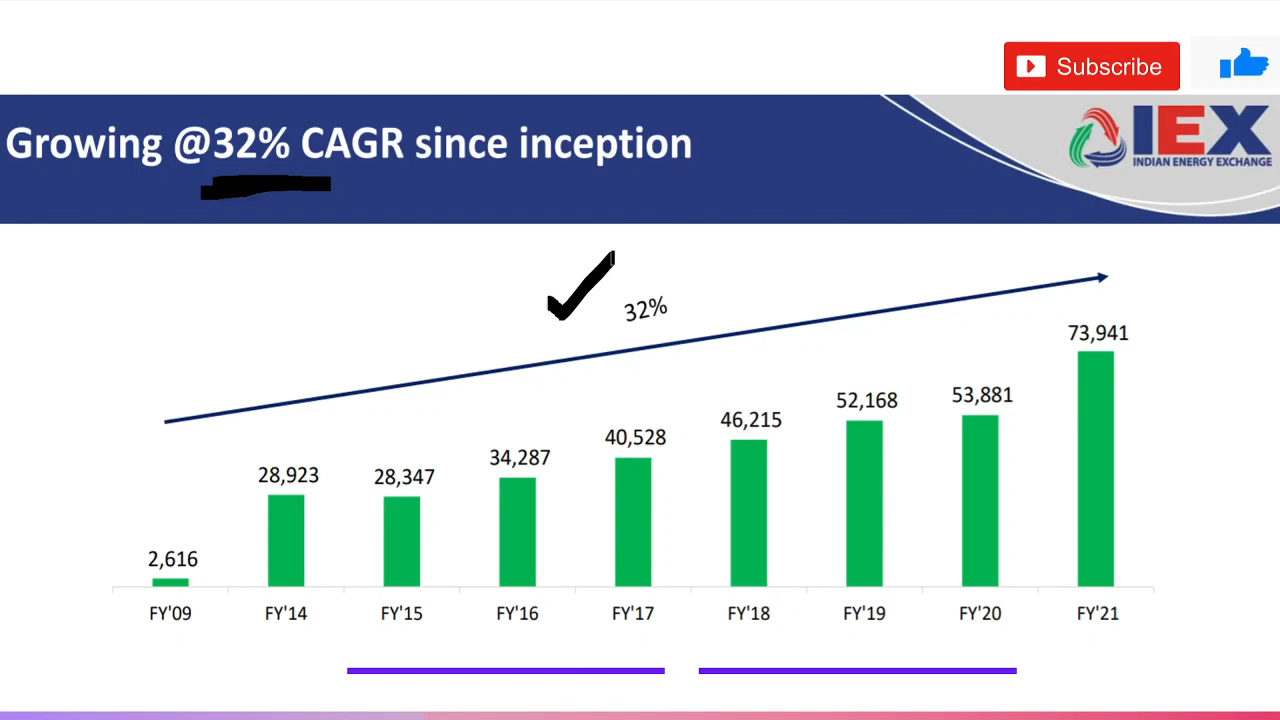 Subscribe
Growing @32% CAGR since inception
IEX
INDIAN ENERGY EXCHANGE
32%
73,941
53,881
52,168
46,215
40,528
34,287
28,923
28,347
2,616
FY'09 FY'14 FY'15 FY'16 FY'17 FY'18 FY'19 FY'20 FY'21